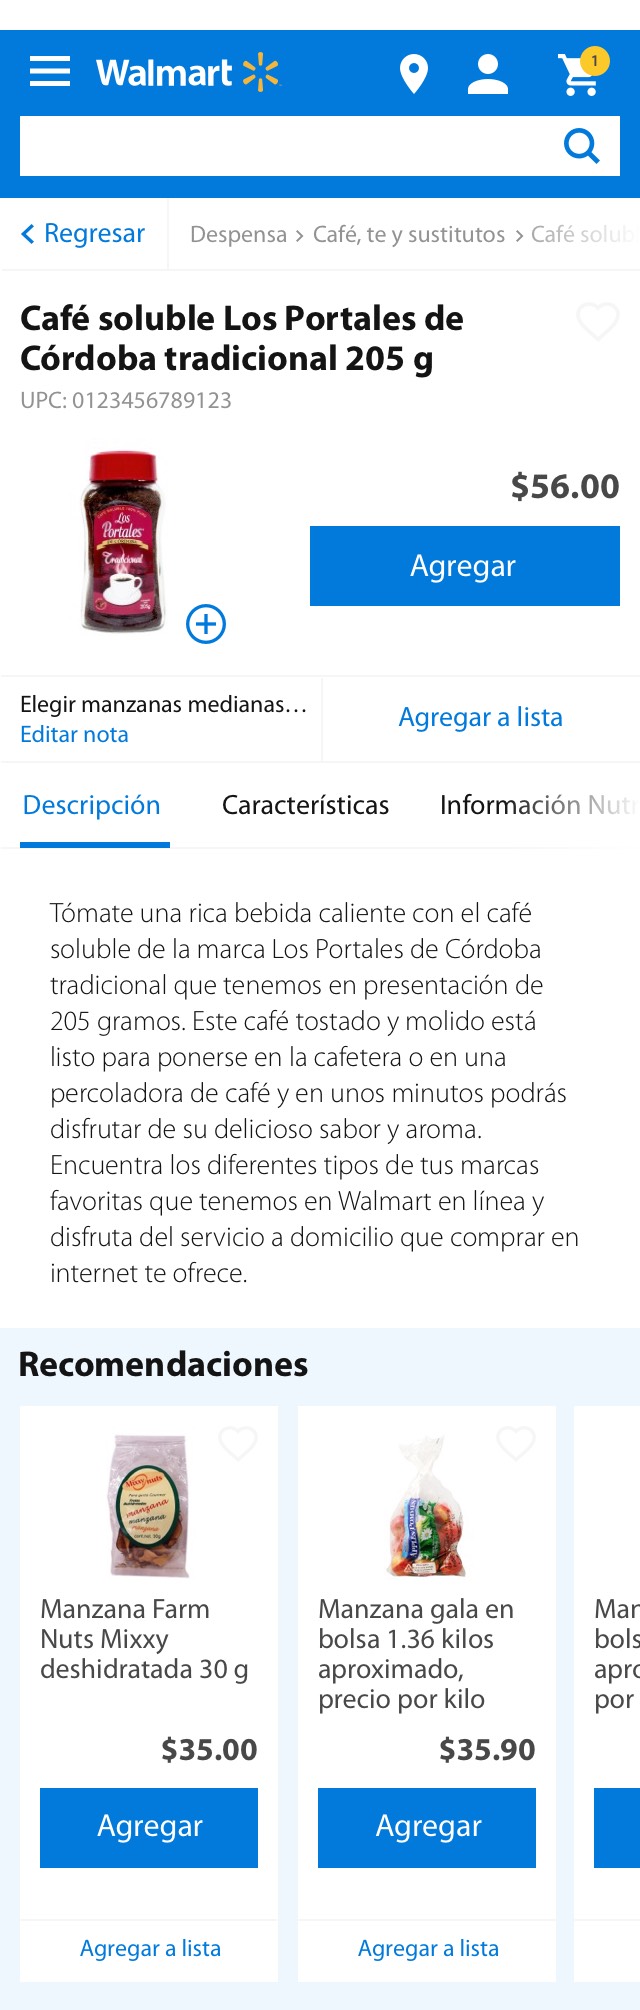 Walmart
1
Regresar
Despensa > Café, te y sustitutos > Café solub
Café soluble Los Portales de
Córdoba tradicional 205 g
UPC: 0123456789123
Los
Portales
Tradicional
$56.00
Agregar
Elegir manzanas medianas...
Editar nota
Agregar a lista
Descripción
Características
Información Nutr
Tómate una rica bebida caliente con el café
soluble de la marca Los Portales de Córdoba
tradicional que tenemos en presentación de
205 gramos. Este café tostado y molido está
listo para ponerse en la cafetera o en una
percoladora de café y en unos minutos podrás
disfrutar de su delicioso sabor y aroma.
Encuentra los diferentes tipos de tus marcas
favoritas que tenemos en Walmart en línea y
disfruta del servicio a domicilio que comprar en
internet te ofrece.
Recomendaciones
Mixxynuts
manzana
manzana
manzana
Manzana Farm
Nuts Mixxy
deshidratada 30 g
$35.00
Agregar
Agregar a lista
Manzana gala en
bolsa 1.36 kilos
aproximado,
precio por kilo
$35.90
Agregar
Agregar a lista
Man
bols
apro
por